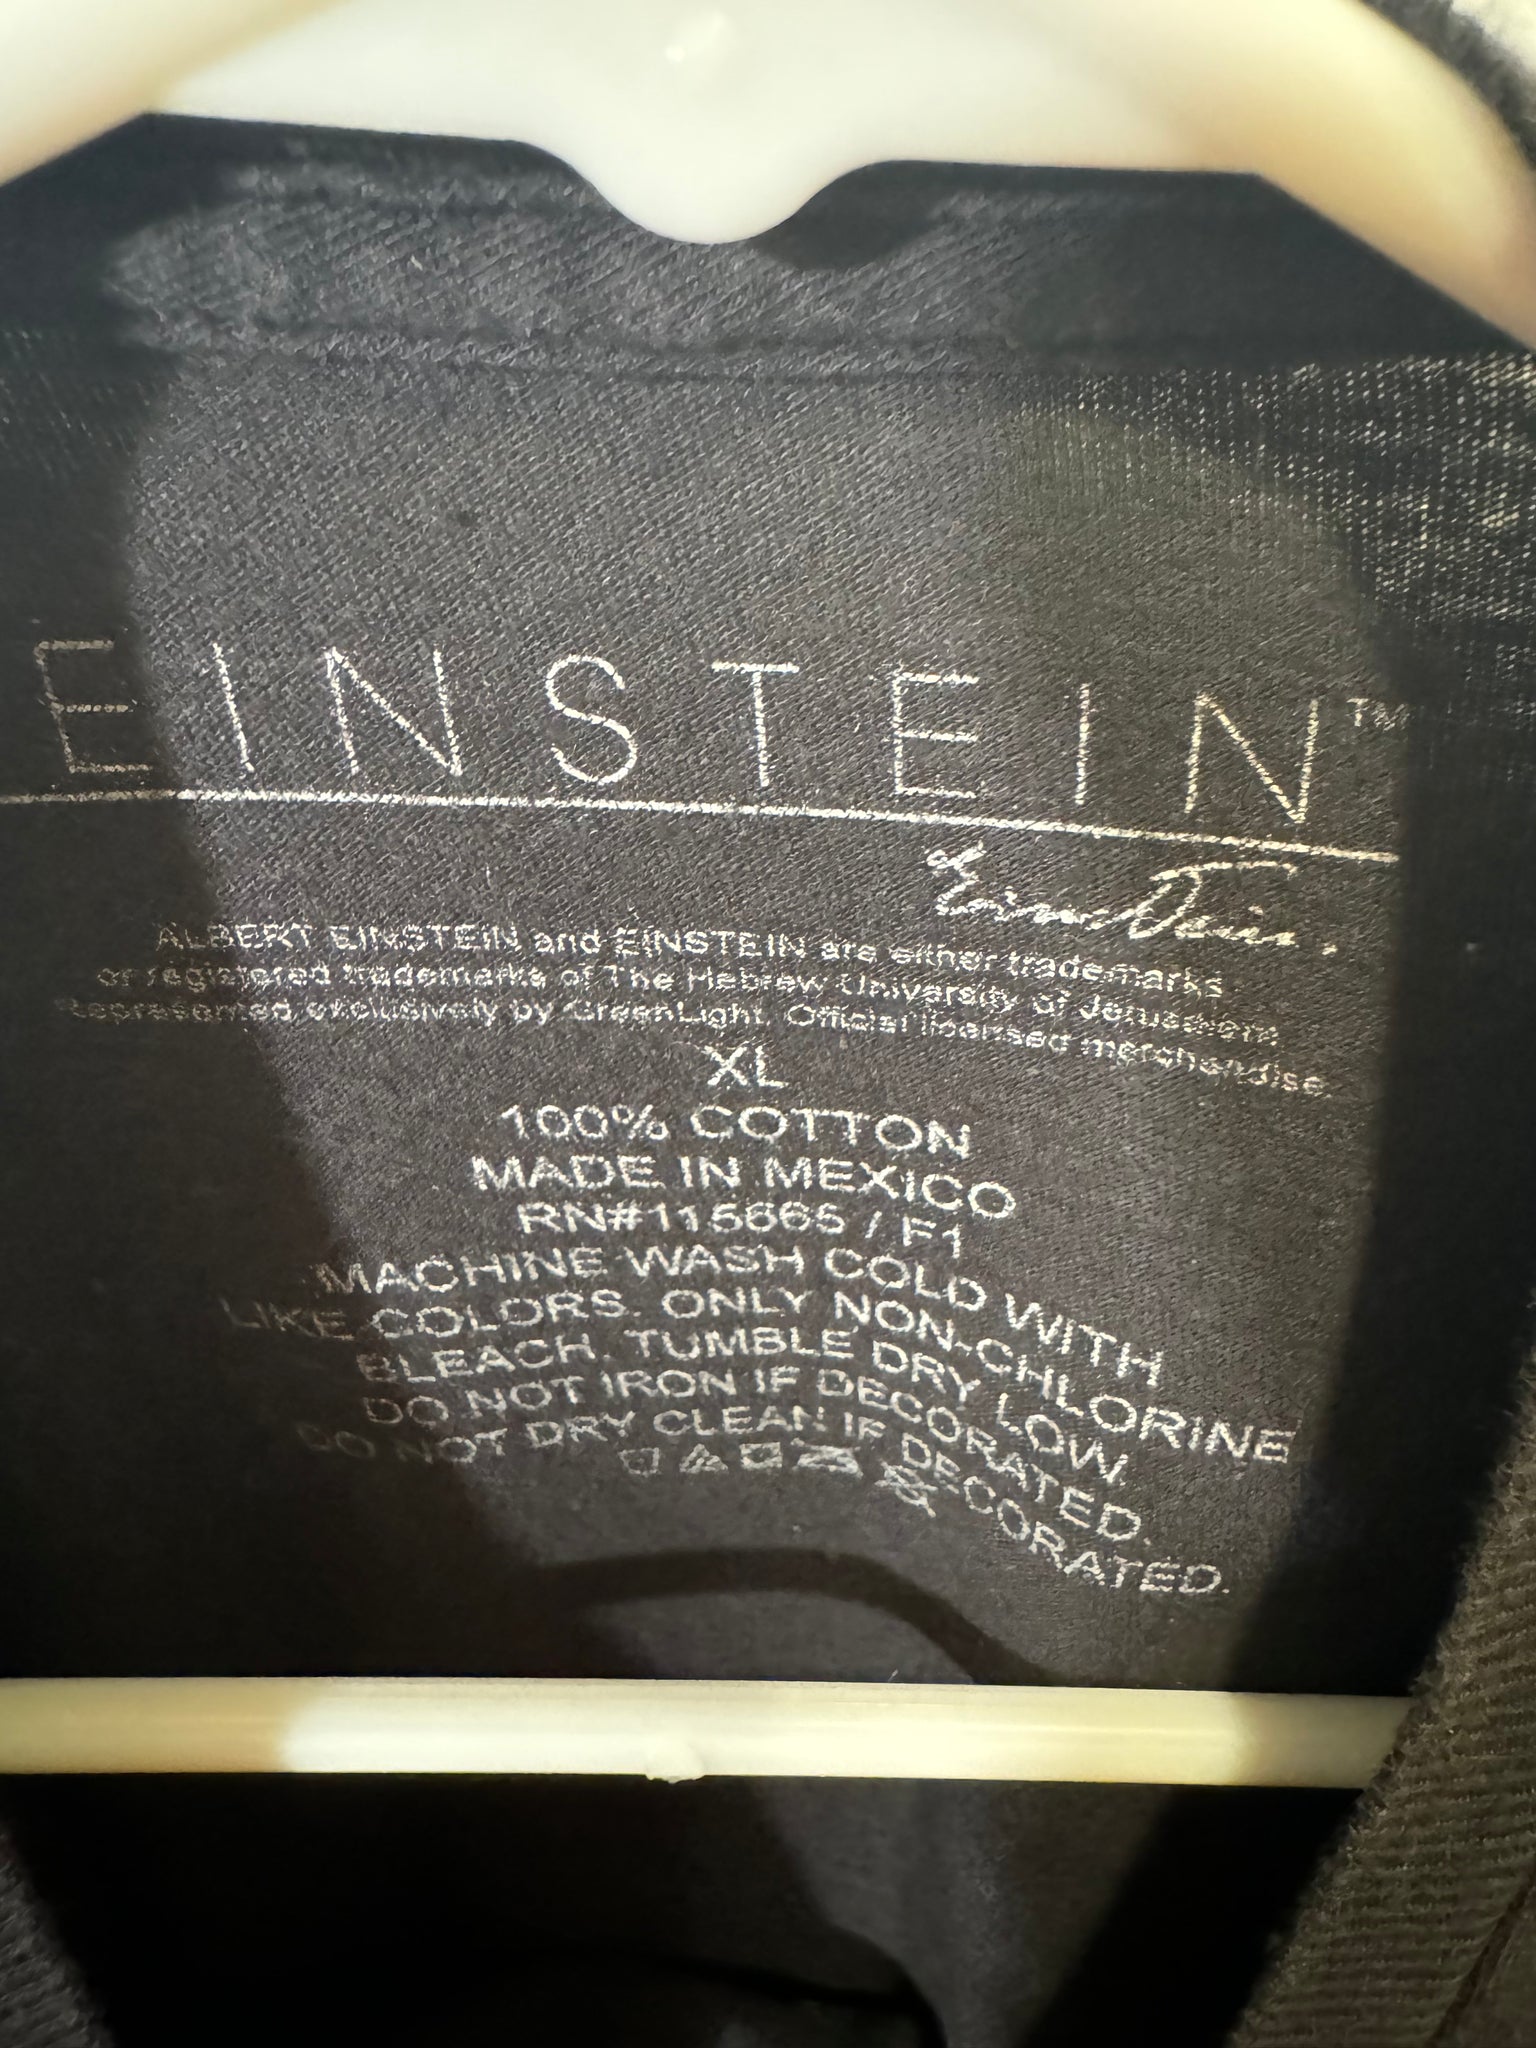 EINSTEIN™
Einstein.
ALBERT EINSTEIN and EINSTEIN are either trademarks
or registered trademarks of The Hebrew University of Jerusalem.
Represented exclusively by GreenLight. Official licensed merchandise.
XL
100% COTTON
MADE IN MEXICO
RN#115665 / F1
MACHINE WASH COLD WITH
LIKE COLORS. ONLY NON-CHLORINE
BLEACH. TUMBLE DRY LOW.
DO NOT IRON IF DECORATED.
DO NOT DRY CLEAN IF DECORATED.